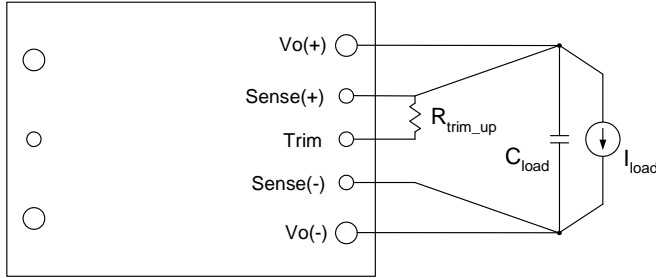 Vo(+)
Sense(+)
Rtrim_up
Trim
Cload
Iload
Sense(-)
Vo(-)